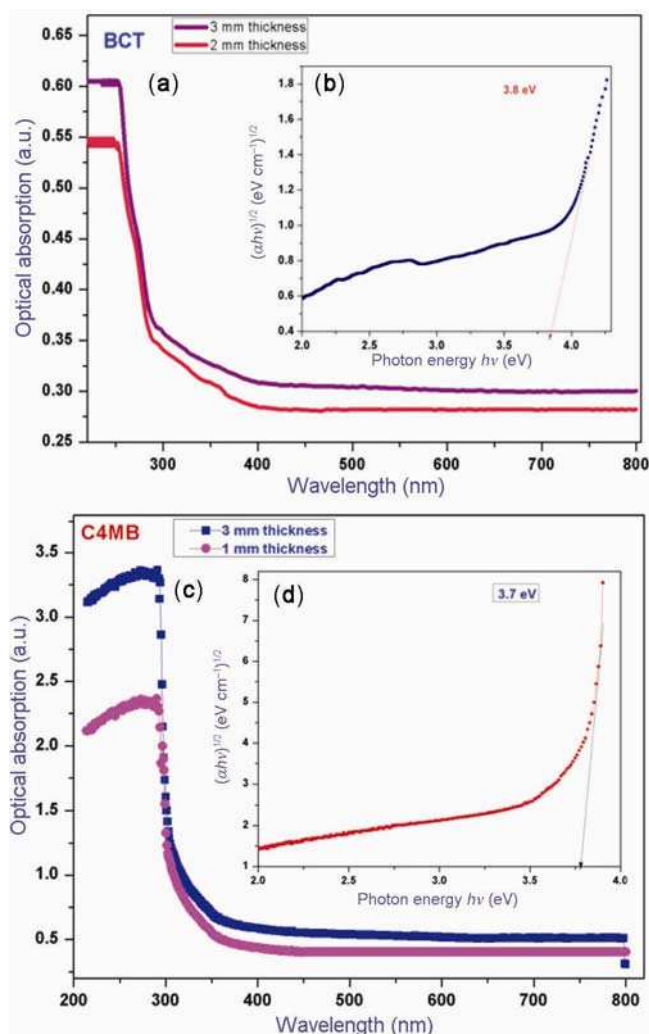 BCT
3 mm thickness
2 mm thickness
(a)
(b)
3.8 eV
0.65
0.60
0.55
0.50
0.45
0.40
0.35
0.30
0.25
Optical absorption (a.u.)
300 400 500 600 700 800
Wavelength (nm)
1.8
1.6
1.4
1.2
1.0
0.8
0.6
0.4
(αhν)^1/2 (eV cm⁻¹)^1/2
2.0 2.5 3.0 3.5 4.0
Photon energy hν (eV)
C4MB
3 mm thickness
1 mm thickness
(c)
(d)
3.7 eV
3.5
3.0
2.5
2.0
1.5
1.0
0.5
Optical absorption (a.u.)
200 300 400 500 600 700 800
Wavelength (nm)
8
7
6
5
4
3
2
1
(αhν)^1/2 (eV cm⁻¹)^1/2
2.0 2.5 3.0 3.5 4.0
Photon energy hν (eV)